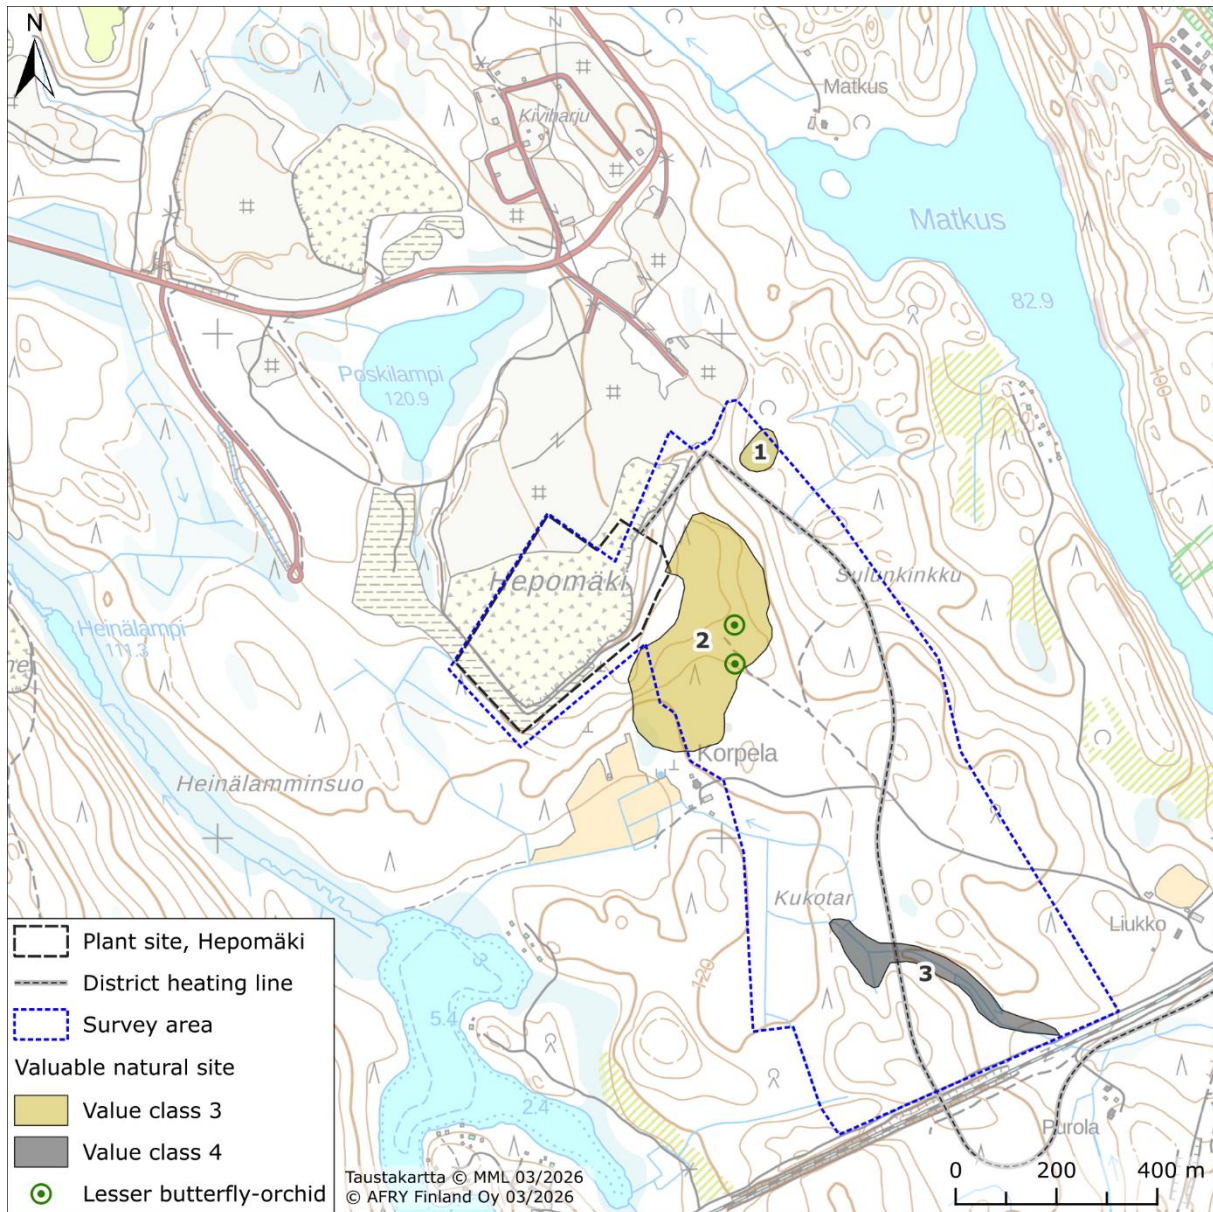 N
Matkus
Kiviharju
Matkus
82.9
Poskilampi
120.9
100
1
Hepomäki
Sulunkinkku
Heinälampi
111.3
2
Korpela
Heinälamminsuo
Kukotar
Liukko
120
3
3
5.4
2.4
Purola
Plant site, Hepomäki
District heating line
Survey area
Valuable natural site
Value class 3
Value class 4
Lesser butterfly-orchid
Taustakartta © MML 03/2026
© AFRY Finland Oy 03/2026
0 200 400 m